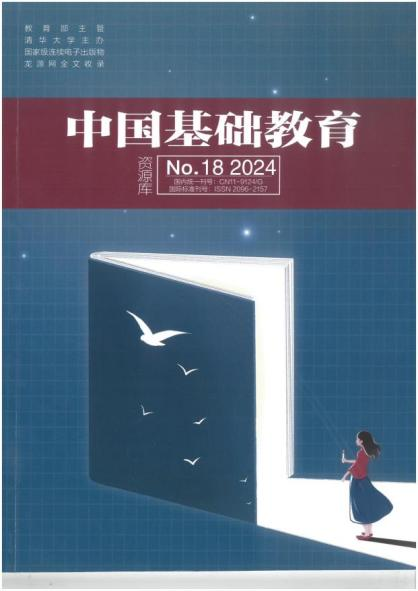 教育部主管
清华大学主办
国家级连续电子出版物
龙源网全文收录
中国基础教育
资源库
No.18 2024
国内统一刊号：CN11-9124/G
国际标准刊号：ISSN 2096-2157